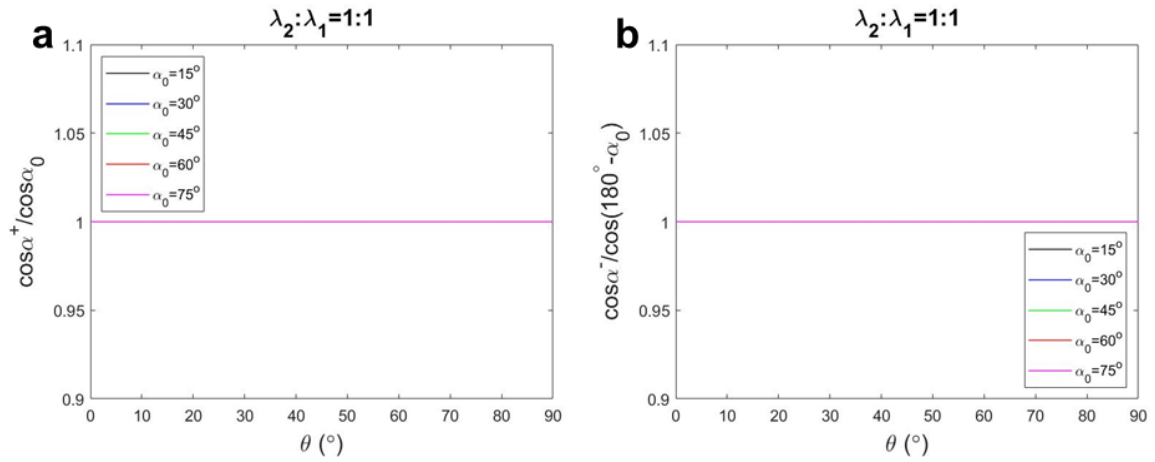 a
λ₂:λ₁=1:1
cosα⁺/cosα₀
1.1
1.05
1
0.95
0.9
α₀=15°
α₀=30°
α₀=45°
α₀=60°
α₀=75°
0 10 20 30 40 50 60 70 80 90
θ (°)
b
λ₂:λ₁=1:1
cosα⁻/cos(180°-α₀)
1.1
1.05
1
0.95
0.9
α₀=15°
α₀=30°
α₀=45°
α₀=60°
α₀=75°
0 10 20 30 40 50 60 70 80 90
θ (°)